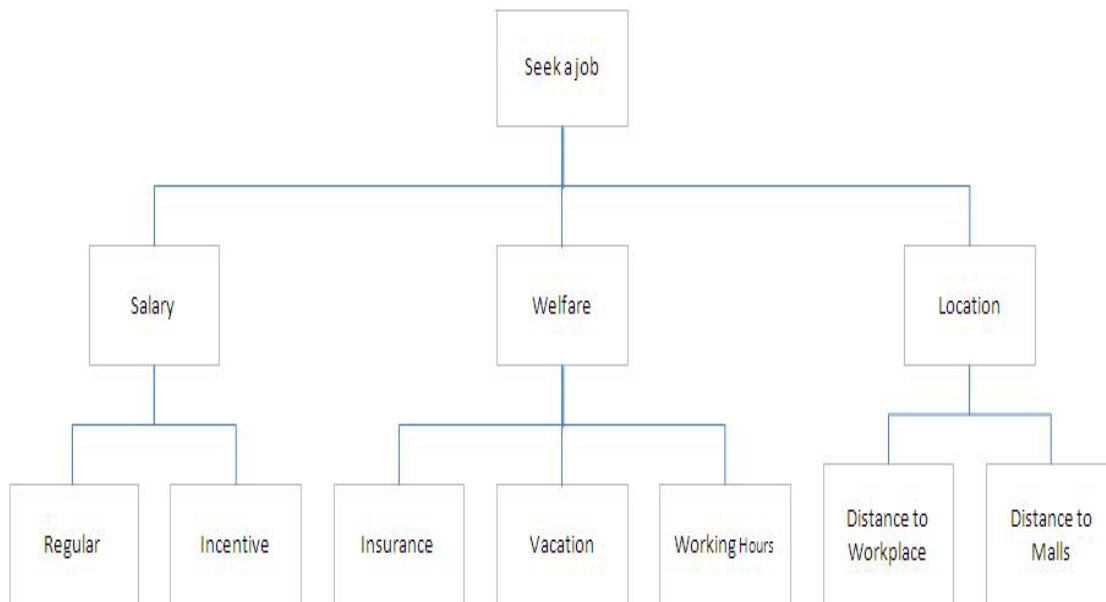 Seek a job
Salary
Welfare
Location
Regular
Incentive
Insurance
Vacation
Working Hours
Distance to
Workplace
Distance to
Malls